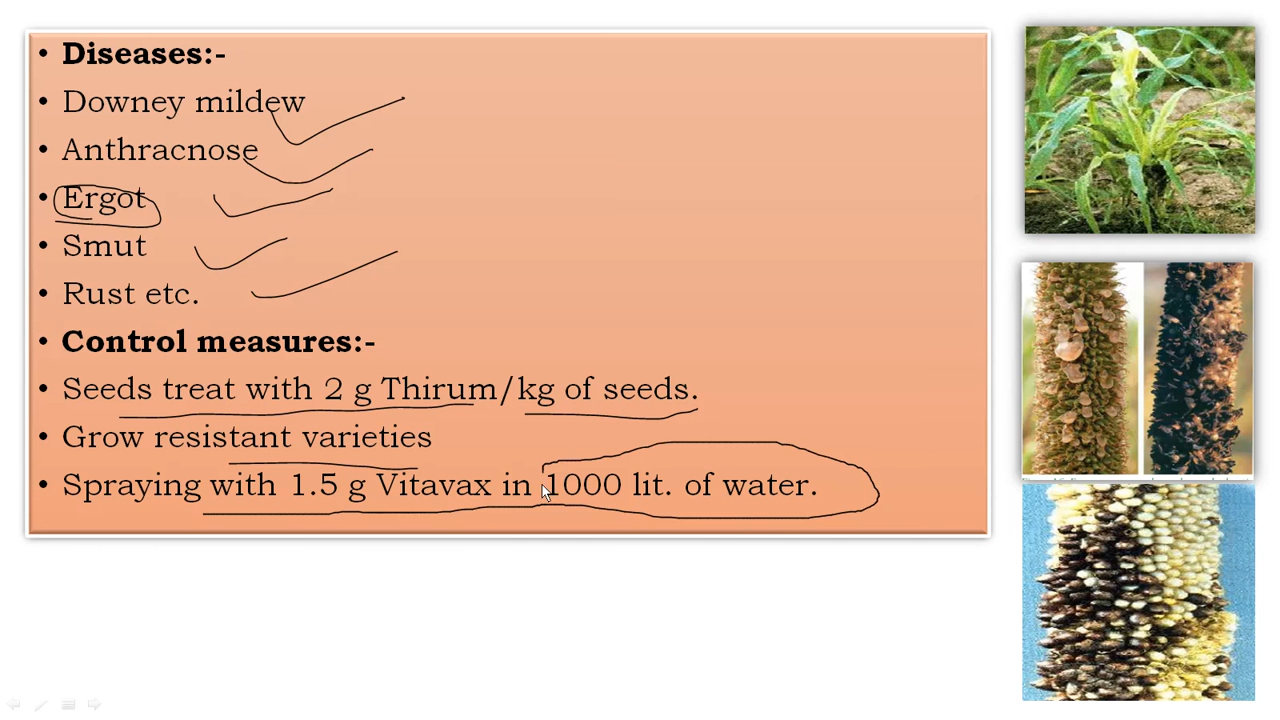 • Diseases:-
• Downey mildew
• Anthracnose
• Ergot
• Smut
• Rust etc.
• Control measures:-
• Seeds treat with 2 g Thirum/kg of seeds.
• Grow resistant varieties
• Spraying with 1.5 g Vitavax in 1000 lit. of water.